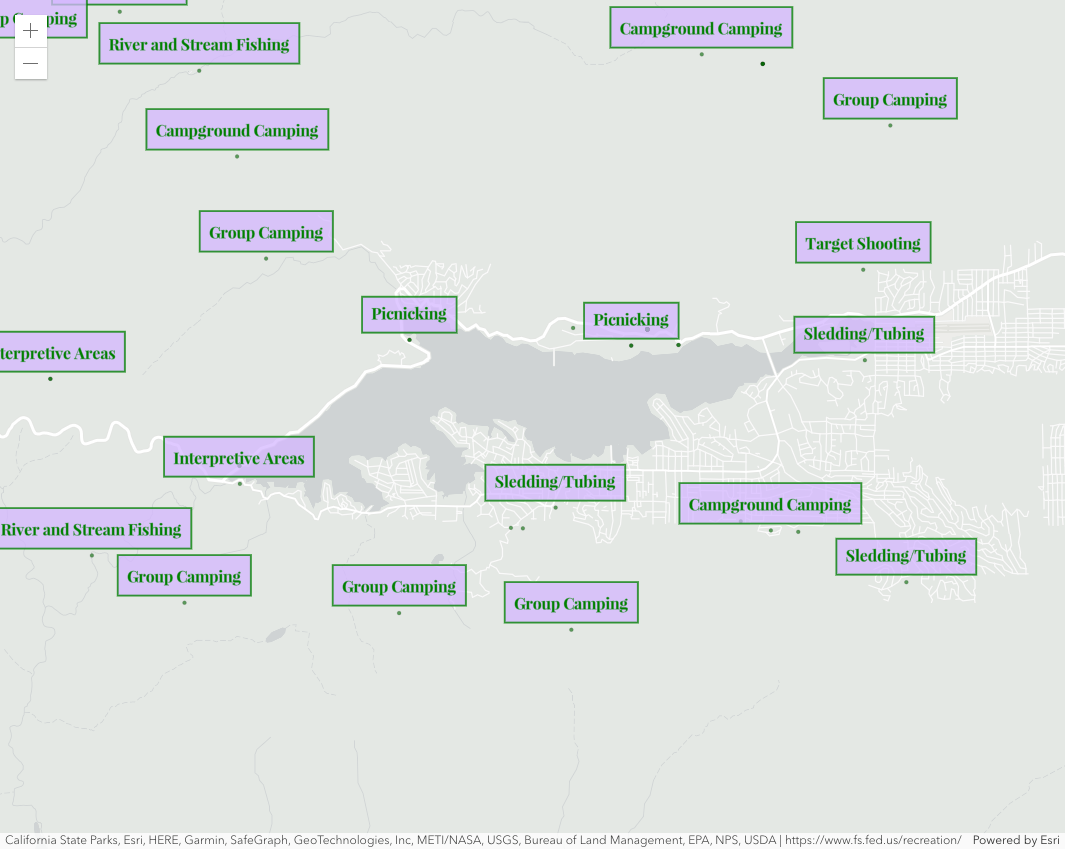 p Camping
River and Stream Fishing
Campground Camping
Group Camping
Campground Camping
Group Camping
Target Shooting
Picnicking
Picnicking
Sledding/Tubing
terpretive Areas
Interpretive Areas
Sledding/Tubing
Campground Camping
River and Stream Fishing
Sledding/Tubing
Group Camping
Group Camping
Group Camping
California State Parks, Esri, HERE, Garmin, SafeGraph, GeoTechnologies, Inc, METI/NASA, USGS, Bureau of Land Management, EPA, NPS, USDA | https://www.fs.fed.us/recreation/ Powered by Esri